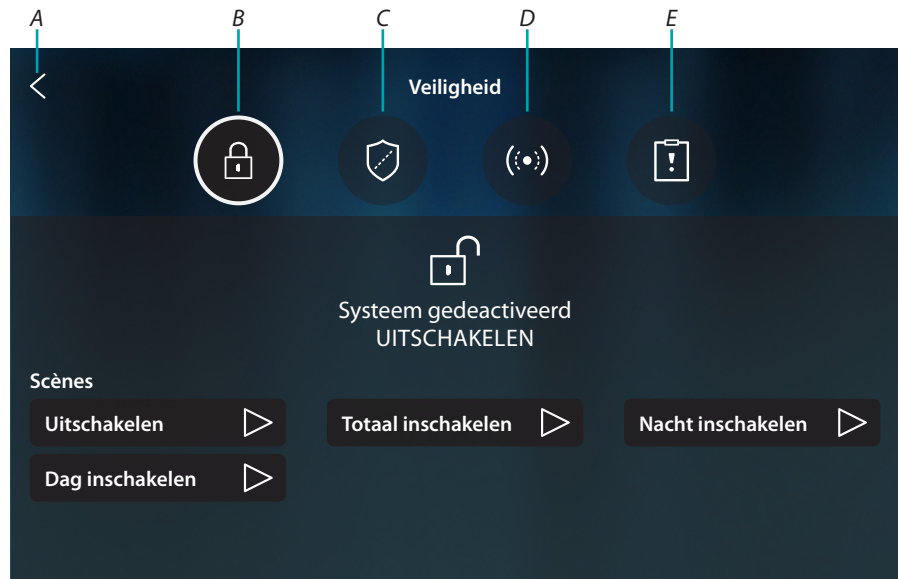 A B C D E
Veiligheid
Systeem gedeactiveerd
UITSCHAKELEN
Scènes
Uitschakelen Totaal inschakelen Nacht inschakelen
Dag inschakelen